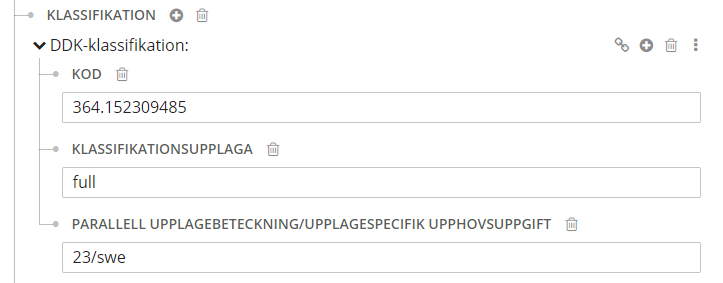 KLASSIFIKATION
DDK-klassifikation:
KOD
364.152309485
KLASSIFIKATIONSUPPLAGA
full
PARALLELL UPPLAGEBETECKNING/UPPLAGESPECIFIK UPPHOVSUPPGIFT
23/swe